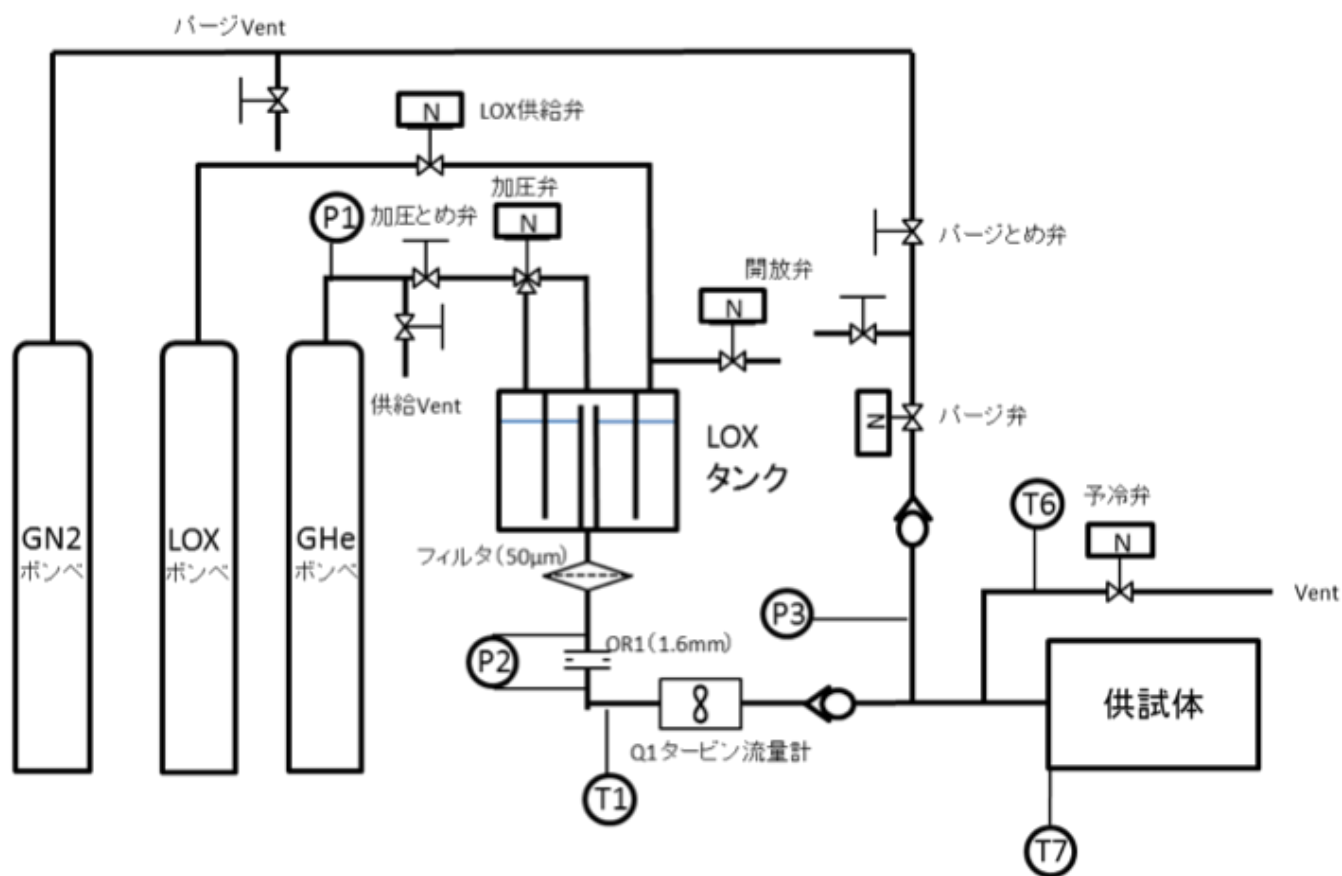 パージVent
N
LOX供給弁
加圧弁
N
P1
加圧とめ弁
パージとめ弁
開放弁
N
供給Vent
N
パージ弁
LOX
タンク
GN2
ボンベ
LOX
ボンベ
GHe
ボンベ
フィルタ(50μm)
T6
予冷弁
N
Vent
P3
P2
OR1(1.6mm)
供試体
Q1タービン流量計
T1
T7